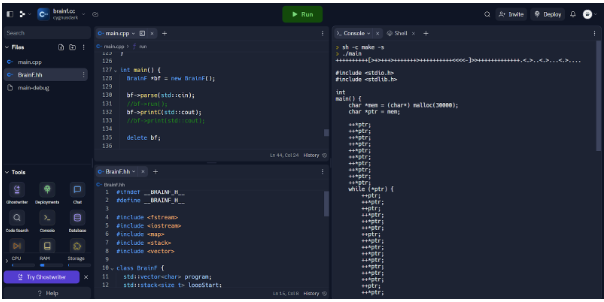 brainf.cc
Run
Invite
Deploy
Search
Files
main.cpp
BrainF.hh
main-debug
Tools
Ghostwriter
Deployments
Chat
Code Search
Console
Database
CPU
RAM
Storage
Try Ghostwriter
Help
main.cpp
main.cpp
run
125 }
126
127 int main() {
128 BrainF *bf = new BrainF();
129
130 bf->parse(std::cin);
131 //bf->run();
132 bf->print(std::cout);
133 //bf->print(std::cout);
134
135 delete bf;
136
Ln 44, Col 24 History
BrainF.hh
BrainF.hh
1 #ifndef __BRAINF_H__
2 #define __BRAINF_H__
3
4 #include <fstream>
5 #include <iostream>
6 #include <map>
7 #include <stack>
8 #include <vector>
9
10 class BrainF {
11 std::vector<char> program;
12 std::stack<size_t> loopStart;
History
Console
Shell
> sh -c make -s
> ./main
#include <stdio.h>
#include <stdlib.h>
int
main() {
char *mem = (char*) malloc(30000);
char *ptr = mem;
++*ptr;
++*ptr;
++*ptr;
++*ptr;
++*ptr;
++*ptr;
++*ptr;
++*ptr;
++*ptr;
++*ptr;
while (*ptr) {
++ptr;
++*ptr;
++*ptr;
++*ptr;
++*ptr;
++ptr;
++*ptr;
++*ptr;
++*ptr;
++*ptr;
++*ptr;
++*ptr;
++*ptr;